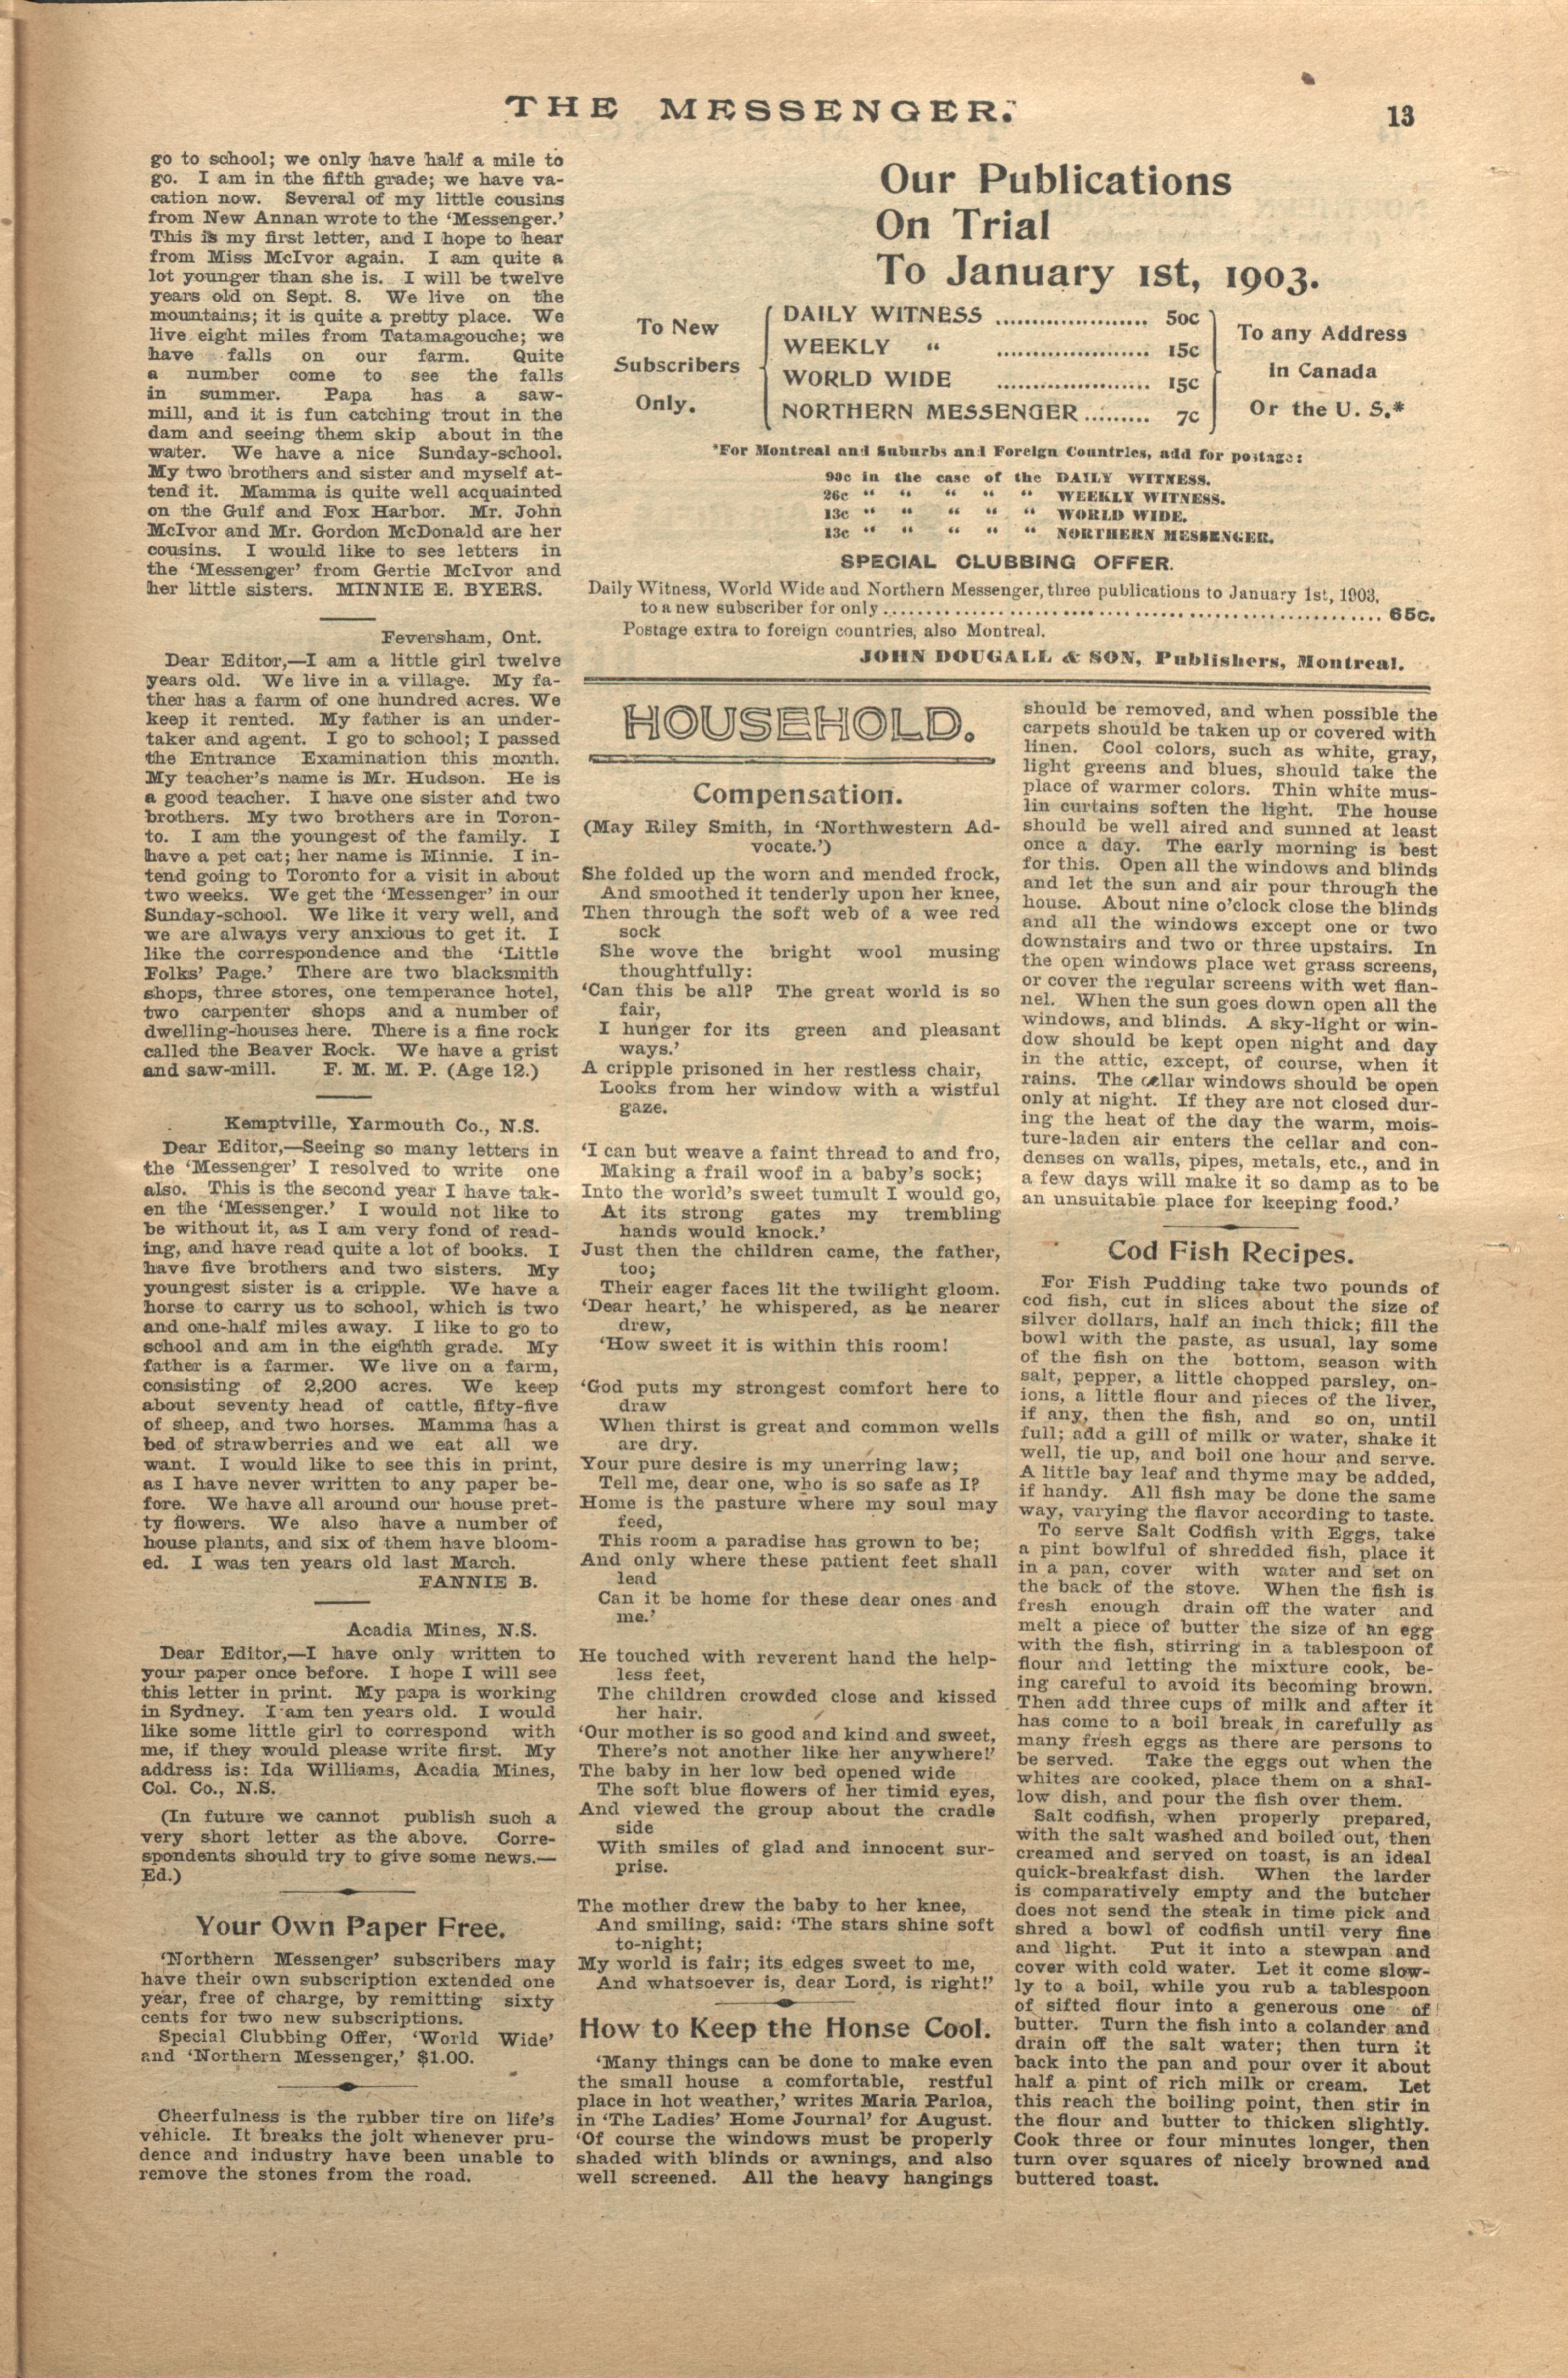 THE MESSENGER.
13
go to school; we only have half a mile to
go. I am in the fifth grade; we have va-
cation now. Several of my little cousins
from New Annan wrote to the ‘Messenger.’
This is my first letter, and I hope to hear
from Miss McIvor again. I am quite a
lot younger than she is. I will be twelve
years old on Sept. 8. We live on the
mountains; it is quite a pretty place. We
live eight miles from Tatamagouche; we
have falls on our farm. Quite
a number come to see the falls
in summer. Papa has a saw-
mill, and it is fun catching trout in the
dam and seeing them skip about in the
water. We have a nice Sunday-school.
My two brothers and sister and myself at-
tend it. Mamma is quite well acquainted
on the Gulf and Fox Harbor. Mr. John
McIvor and Mr. Gordon McDonald are her
cousins. I would like to see letters in
the ‘Messenger’ from Gertie McIvor and
her little sisters. MINNIE E. BYERS.
Feversham, Ont.
Dear Editor,—I am a little girl twelve
years old. We live in a village. My fa-
ther has a farm of one hundred acres. We
keep it rented. My father is an under-
taker and agent. I go to school; I passed
the Entrance Examination this month.
My teacher's name is Mr. Hudson. He is
a good teacher. I have one sister and two
brothers. My two brothers are in Toron-
to. I am the youngest of the family. I
have a pet cat; her name is Minnie. I in-
tend going to Toronto for a visit in about
two weeks. We get the ‘Messenger’ in our
Sunday-school. We like it very well, and
we are always very anxious to get it. I
like the correspondence and the ‘Little
Folks’ Page.’ There are two blacksmith
shops, three stores, one temperance hotel,
two carpenter shops and a number of
dwelling-houses here. There is a fine rock
called the Beaver Rock. We have a grist
and saw-mill. F. M. M. P. (Age 12.)
Kemptville, Yarmouth Co., N.S.
Dear Editor,—Seeing so many letters in
the ‘Messenger’ I resolved to write one
also. This is the second year I have tak-
en the ‘Messenger.’ I would not like to
be without it, as I am very fond of read-
ing, and have read quite a lot of books. I
have five brothers and two sisters. My
youngest sister is a cripple. We have a
horse to carry us to school, which is two
and one-half miles away. I like to go to
school and am in the eighth grade. My
father is a farmer. We live on a farm,
consisting of 2,200 acres. We keep
about seventy head of cattle, fifty-five
of sheep, and two horses. Mamma has a
bed of strawberries and we eat all we
want. I would like to see this in print,
as I have never written to any paper be-
fore. We have all around our house pret-
ty flowers. We also have a number of
house plants, and six of them have bloom-
ed. I was ten years old last March.
FANNIE B.
Acadia Mines, N.S.
Dear Editor,—I have only written to
your paper once before. I hope I will see
this letter in print. My papa is working
in Sydney. I am ten years old. I would
like some little girl to correspond with
me, if they would please write first. My
address is: Ida Williams, Acadia Mines,
Col. Co., N.S.
(In future we cannot publish such a
very short letter as the above. Corre-
spondents should try to give some news.—
Ed.)
Your Own Paper Free.
‘Northern Messenger’ subscribers may
have their own subscription extended one
year, free of charge, by remitting sixty
cents for two new subscriptions.
Special Clubbing Offer, ‘World Wide’
and ‘Northern Messenger,’ $1.00.
Cheerfulness is the rubber tire on life's
vehicle. It breaks the jolt whenever pru-
dence and industry have been unable to
remove the stones from the road.
Our Publications
On Trial
To January 1st, 1903.
To New
Subscribers
Only.
DAILY WITNESS .................... 50c
WEEKLY “ .................... 15c
WORLD WIDE .................... 15c
NORTHERN MESSENGER ......... 7c
To any Address
in Canada
Or the U. S.*
*For Montreal and Suburbs and Foreign Countries, add for postage:
99c in the case of the DAILY WITNESS.
26c “ “ “ “ “ WEEKLY WITNESS.
13c “ “ “ “ “ WORLD WIDE.
13c “ “ “ “ “ NORTHERN MESSENGER.
SPECIAL CLUBBING OFFER.
Daily Witness, World Wide and Northern Messenger, three publications to January 1st, 1903,
to a new subscriber for only .................... 65c.
Postage extra to foreign countries, also Montreal.
JOHN DOUGALL & SON, Publishers, Montreal.
HOUSEHOLD.
Compensation.
(May Riley Smith, in ‘Northwestern Ad-
vocate.’)
She folded up the worn and mended frock,
And smoothed it tenderly upon her knee,
Then through the soft web of a wee red
sock
She wove the bright wool musing
thoughtfully:
‘Can this be all? The great world is so
fair,
I hunger for its green and pleasant
ways.’
A cripple prisoned in her restless chair,
Looks from her window with a wistful
gaze.
‘I can but weave a faint thread to and fro,
Making a frail woof in a baby's sock;
Into the world's sweet tumult I would go,
At its strong gates my trembling
hands would knock.’
Just then the children came, the father,
too;
Their eager faces lit the twilight gloom.
‘Dear heart,’ he whispered, as he nearer
drew,
‘How sweet it is within this room!
‘God puts my strongest comfort here to
draw
When thirst is great and common wells
are dry.
Your pure desire is my unerring law;
Tell me, dear one, who is so safe as I?
Home is the pasture where my soul may
feed,
This room a paradise has grown to be;
And only where these patient feet shall
lead
Can it be home for these dear ones and
me.’
He touched with reverent hand the help-
less feet,
The children crowded close and kissed
her hair.
‘Our mother is so good and kind and sweet,
There's not another like her anywhere!’
The baby in her low bed opened wide
The soft blue flowers of her timid eyes,
And viewed the group about the cradle
side
With smiles of glad and innocent sur-
prise.
The mother drew the baby to her knee,
And smiling, said: ‘The stars shine soft
to-night;
My world is fair; its edges sweet to me,
And whatsoever is, dear Lord, is right!’
How to Keep the Honse Cool.
‘Many things can be done to make even
the small house a comfortable, restful
place in hot weather,’ writes Maria Parloa,
in ‘The Ladies’ Home Journal’ for August.
‘Of course the windows must be properly
shaded with blinds or awnings, and also
well screened. All the heavy hangings
should be removed, and when possible the
carpets should be taken up or covered with
linen. Cool colors, such as white, gray,
light greens and blues, should take the
place of warmer colors. Thin white mus-
lin curtains soften the light. The house
should be well aired and sunned at least
once a day. The early morning is best
for this. Open all the windows and blinds
and let the sun and air pour through the
house. About nine o'clock close the blinds
and all the windows except one or two
downstairs and two or three upstairs. In
the open windows place wet grass screens,
or cover the regular screens with wet flan-
nel. When the sun goes down open all the
windows, and blinds. A sky-light or win-
dow should be kept open night and day
in the attic, except, of course, when it
rains. The cellar windows should be open
only at night. If they are not closed dur-
ing the heat of the day the warm, mois-
ture-laden air enters the cellar and con-
denses on walls, pipes, metals, etc., and in
a few days will make it so damp as to be
an unsuitable place for keeping food.’
Cod Fish Recipes.
For Fish Pudding take two pounds of
cod fish, cut in slices about the size of
silver dollars, half an inch thick; fill the
bowl with the paste, as usual, lay some
of the fish on the bottom, season with
salt, pepper, a little chopped parsley, on-
ions, a little flour and pieces of the liver,
if any, then the fish, and so on, until
full; add a gill of milk or water, shake it
well, tie up, and boil one hour and serve.
A little bay leaf and thyme may be added,
if handy. All fish may be done the same
way, varying the flavor according to taste.
To serve Salt Codfish with Eggs, take
a pint bowlful of shredded fish, place it
in a pan, cover with water and set on
the back of the stove. When the fish is
fresh enough drain off the water and
melt a piece of butter the size of an egg
with the fish, stirring in a tablespoon of
flour and letting the mixture cook, be-
ing careful to avoid its becoming brown.
Then add three cups of milk and after it
has come to a boil break in carefully as
many fresh eggs as there are persons to
be served. Take the eggs out when the
whites are cooked, place them on a shal-
low dish, and pour the fish over them.
Salt codfish, when properly prepared,
with the salt washed and boiled out, then
creamed and served on toast, is an ideal
quick-breakfast dish. When the larder
is comparatively empty and the butcher
does not send the steak in time pick and
shred a bowl of codfish until very fine
and light. Put it into a stewpan and
cover with cold water. Let it come slow-
ly to a boil, while you rub a tablespoon
of sifted flour into a generous one of
butter. Turn the fish into a colander and
drain off the salt water; then turn it
back into the pan and pour over it about
half a pint of rich milk or cream. Let
this reach the boiling point, then stir in
the flour and butter to thicken slightly.
Cook three or four minutes longer, then
turn over squares of nicely browned and
buttered toast.